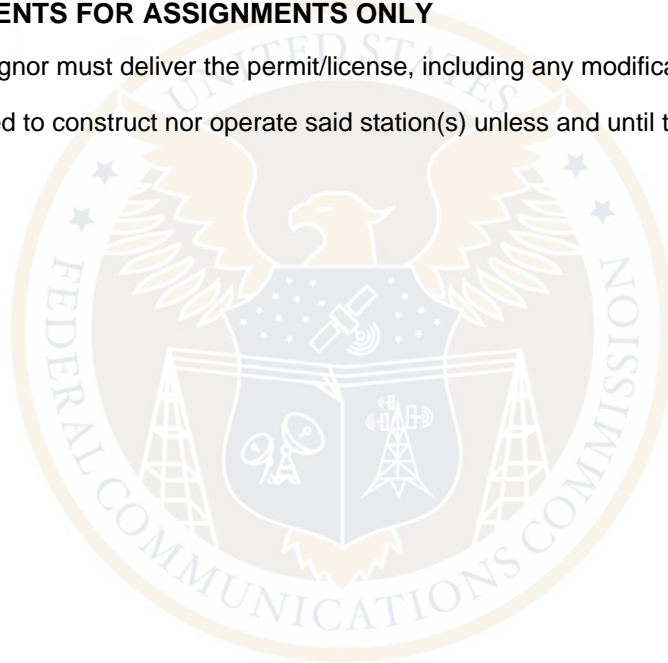 ENTS FOR ASSIGNMENTS ONLY
gnor must deliver the permit/license, including any modifica
ed to construct nor operate said station(s) unless and until t
UNITED STATES
FEDERAL COMMUNICATIONS COMMISSION